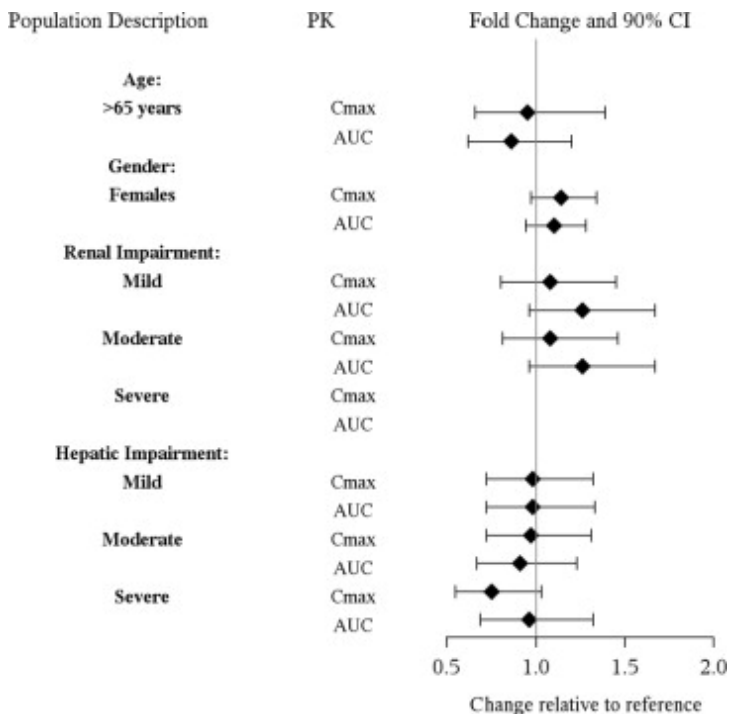 Population Description PK Fold Change and 90% CI
Age:
>65 years Cmax
AUC
Gender:
Females Cmax
AUC
Renal Impairment:
Mild Cmax
AUC
Moderate Cmax
AUC
Severe Cmax
AUC
Hepatic Impairment:
Mild Cmax
AUC
Moderate Cmax
AUC
Severe Cmax
AUC
0.5 1.0 1.5 2.0
Change relative to reference